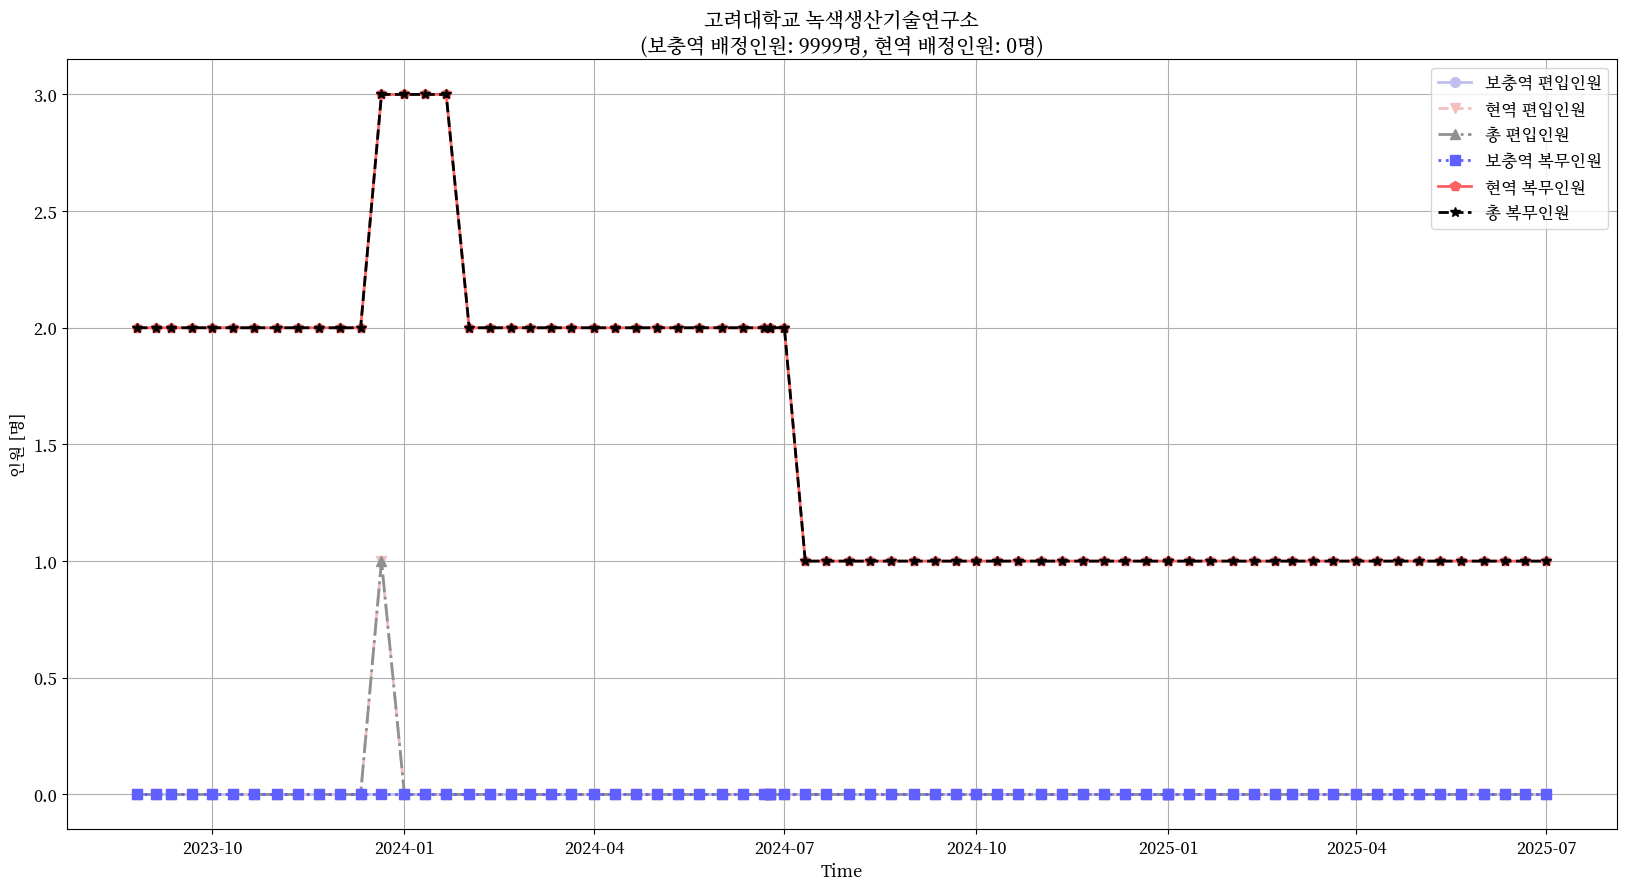 고려대학교 녹색생산기술연구소
(보충역 배정인원: 9999명, 현역 배정인원: 0명)
보충역 편입인원
현역 편입인원
총 편입인원
보충역 복무인원
현역 복무인원
총 복무인원
인원 [명]
3.0
2.5
2.0
1.5
1.0
0.5
0.0
2023-10
2024-01
2024-04
2024-07
2024-10
2025-01
2025-04
2025-07
Time